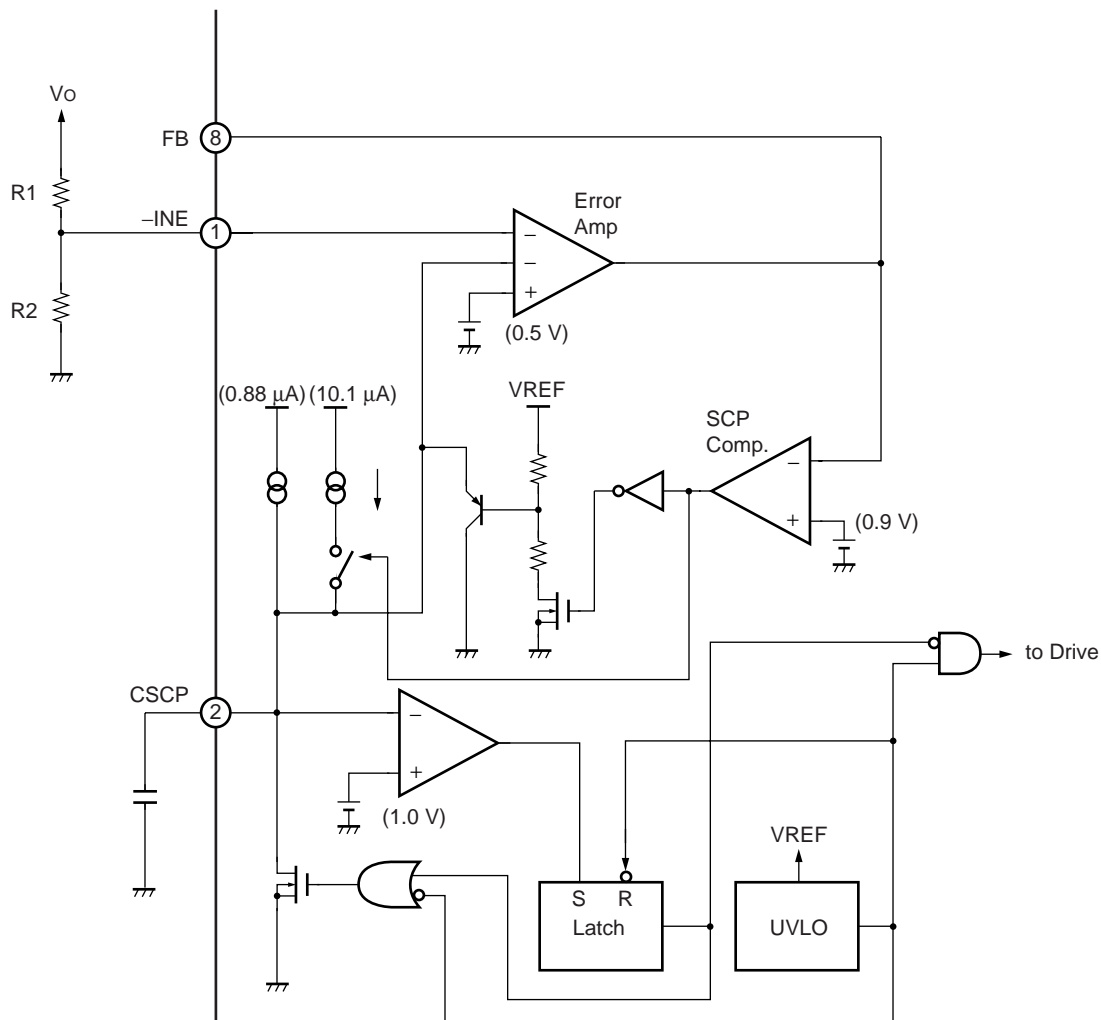 Vo
FB
8
R1
–INE
1
Error
Amp
−
−
+
R2
(0.5 V)
(0.88 µA)
(10.1 µA)
VREF
SCP
Comp.
−
+
(0.9 V)
to Drive
CSCP
2
−
+
(1.0 V)
VREF
S
R
Latch
UVLO